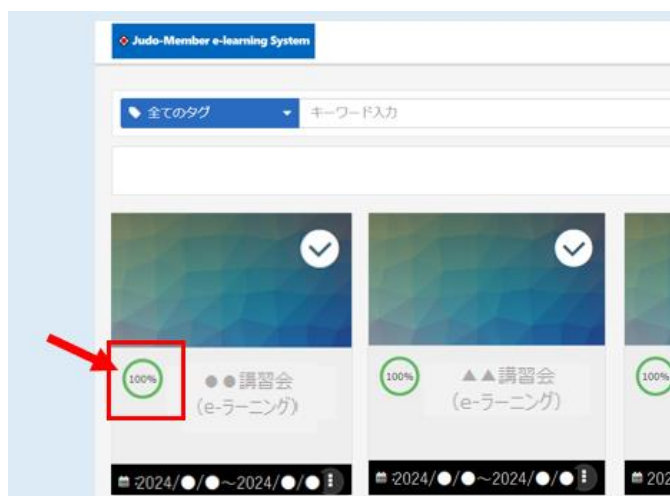 Judo-Member e-learning System
全てのタグ
キーワード入力
100%
●●講習会
(e-ラーニング)
100%
▲▲講習会
(e-ラーニング)
100%
2024/●/●～2024/●/●
2024/●/●～2024/●/●
202